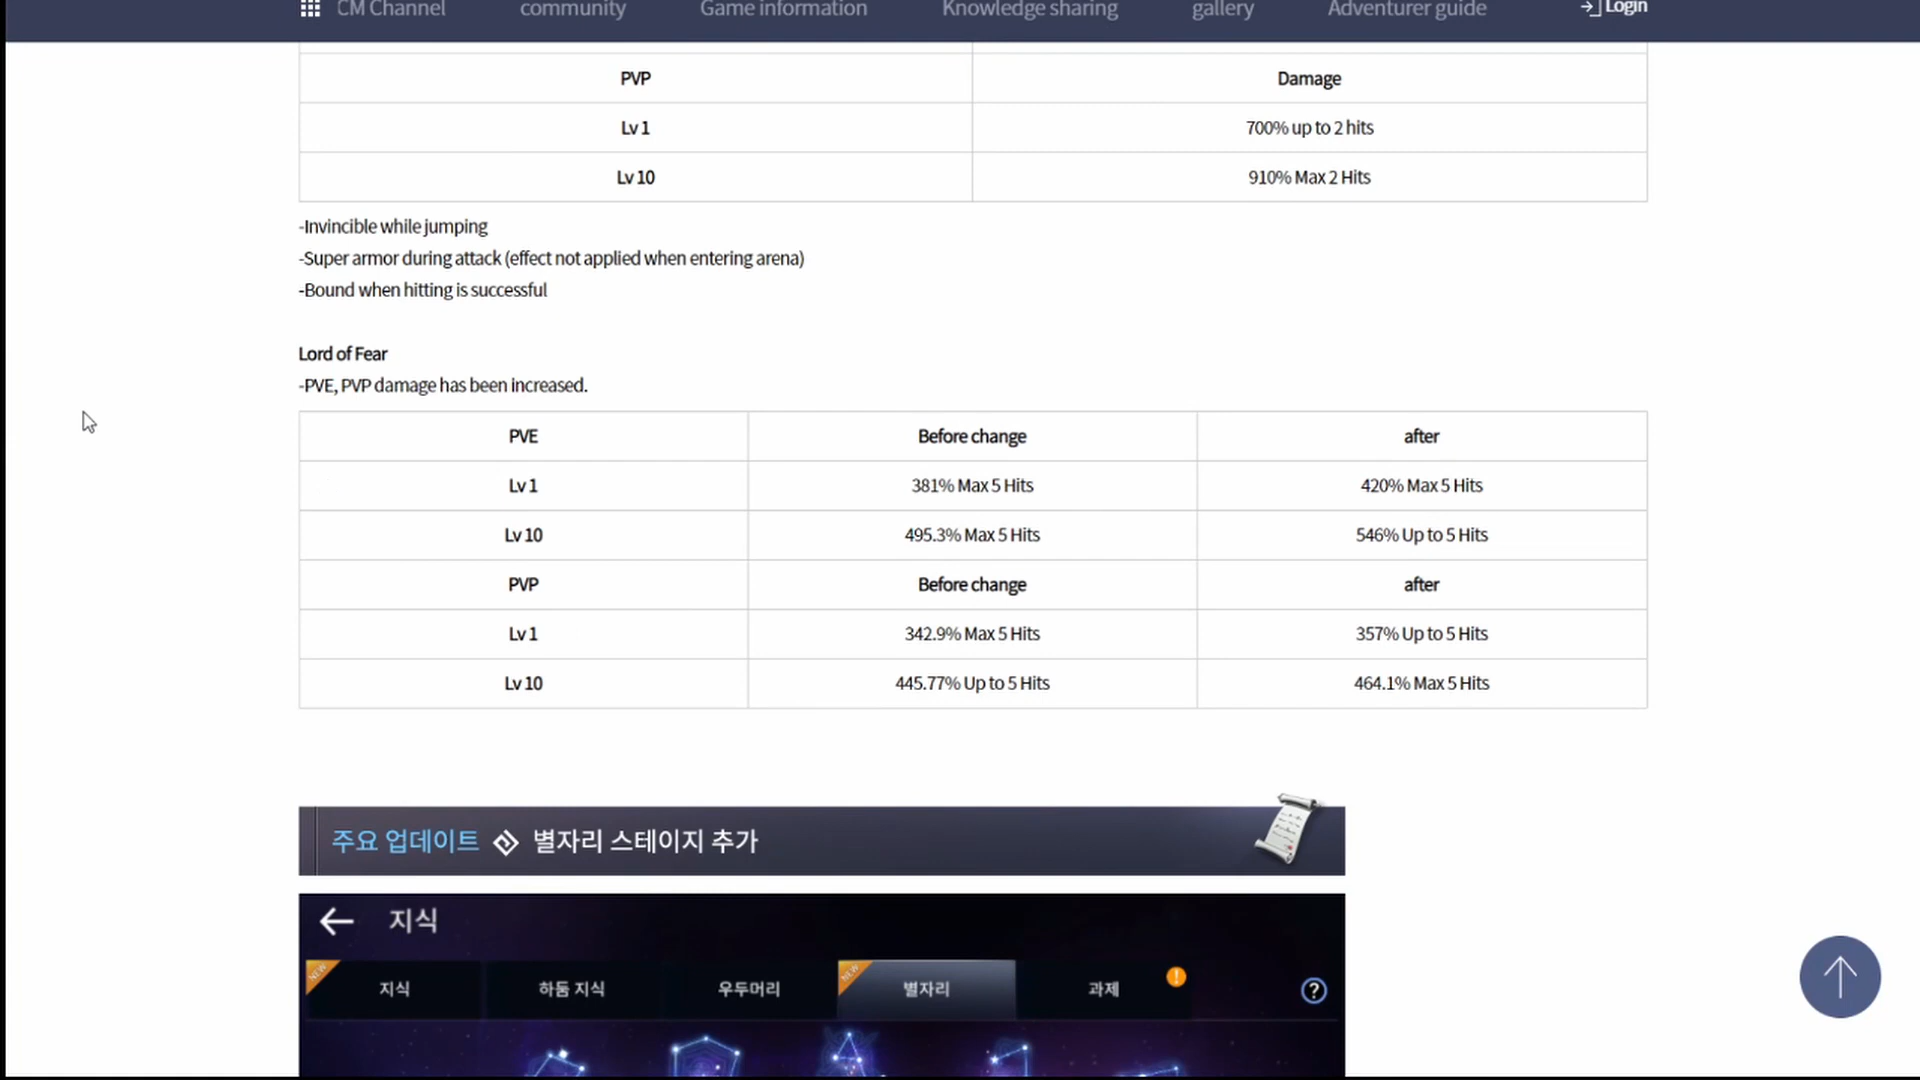 CM Channel community Game information Knowledge sharing gallery Adventurer guide Login
PVP Damage
Lv 1 700% up to 2 hits
Lv 10 910% Max 2 Hits
-Invincible while jumping
-Super armor during attack (effect not applied when entering arena)
-Bound when hitting is successful
Lord of Fear
-PVE, PVP damage has been increased.
PVE Before change after
Lv 1 381% Max 5 Hits 420% Max 5 Hits
Lv 10 495.3% Max 5 Hits 546% Up to 5 Hits
PVP Before change after
Lv 1 342.9% Max 5 Hits 357% Up to 5 Hits
Lv 10 445.77% Up to 5 Hits 464.1% Max 5 Hits
주요 업데이트 별자리 스테이지 추가
지식
NEW 지식 하둠 지식 우두머리 NEW 별자리 과제 ! ?